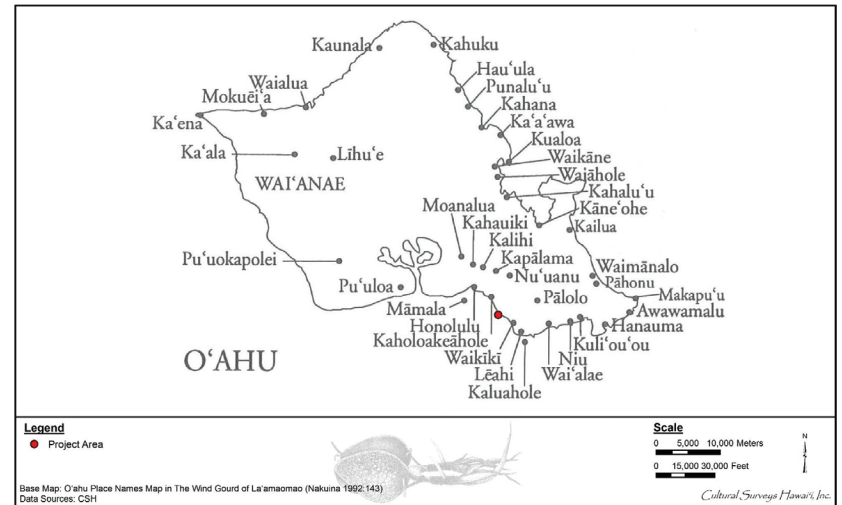 Kaunala
Kahuku
Hau‘ula
Waialua
Punalu‘u
Mokuēi‘a
Kahana
Ka‘ena
Ka‘a‘awa
Kualoa
Ka‘ala
Līhu‘e
Waikāne
Waiāhole
WAI‘ANAE
Kahalu‘u
Moanalua
Kāne‘ohe
Kahauiki
Kailua
Kalihi
Kapālama
Pu‘uokapolei
Nu‘uanu
Waimānalo
Pāhonu
Pu‘uloa
Pālolo
Makapu‘u
Māmala
Awawamalu
Honolulu
Hanauma
Kaholoakeāhole
Kuli‘ou‘ou
Waikīkī
Niu
O‘AHU
Lēahi
Wai‘alae
Kaluahole
Legend
Project Area
Scale
0 5,000 10,000 Meters
0 15,000 30,000 Feet
N
Base Map: O‘ahu Place Names Map in The Wind Gourd of La‘amaomao (Nakuina 1992:143)
Data Sources: CSH
Cultural Surveys Hawai‘i, Inc.